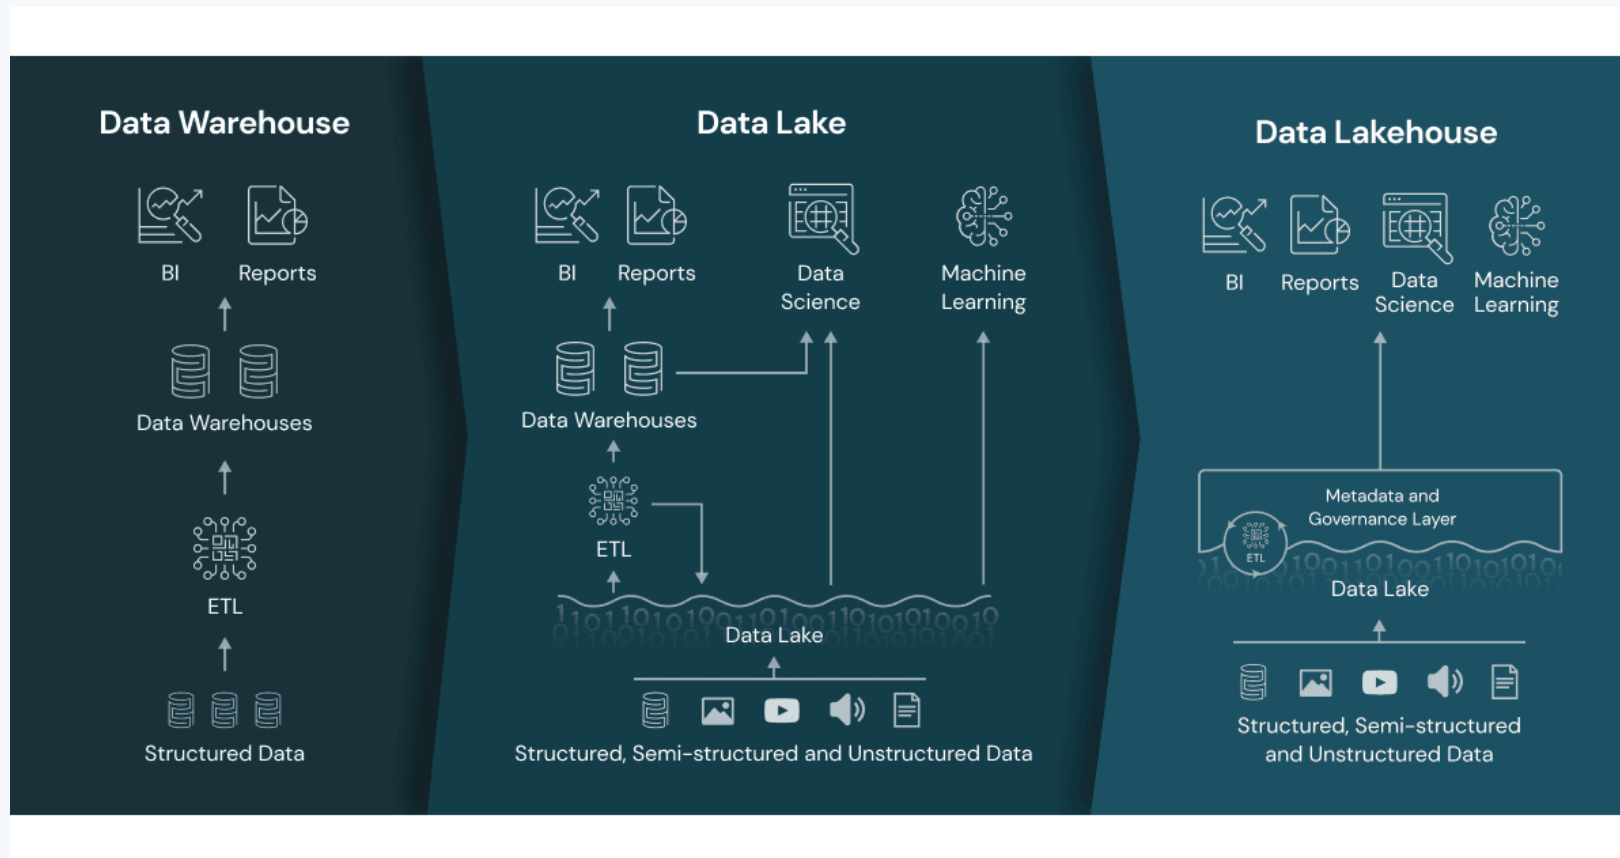 Data Warehouse
BI
Reports
Data Warehouses
ETL
Structured Data
Data Lake
BI
Reports
Data
Science
Machine
Learning
Data Warehouses
ETL
Data Lake
Structured, Semi-structured and Unstructured Data
Data Lakehouse
BI
Reports
Data
Science
Machine
Learning
Metadata and
Governance Layer
ETL
Data Lake
Structured, Semi-structured
and Unstructured Data